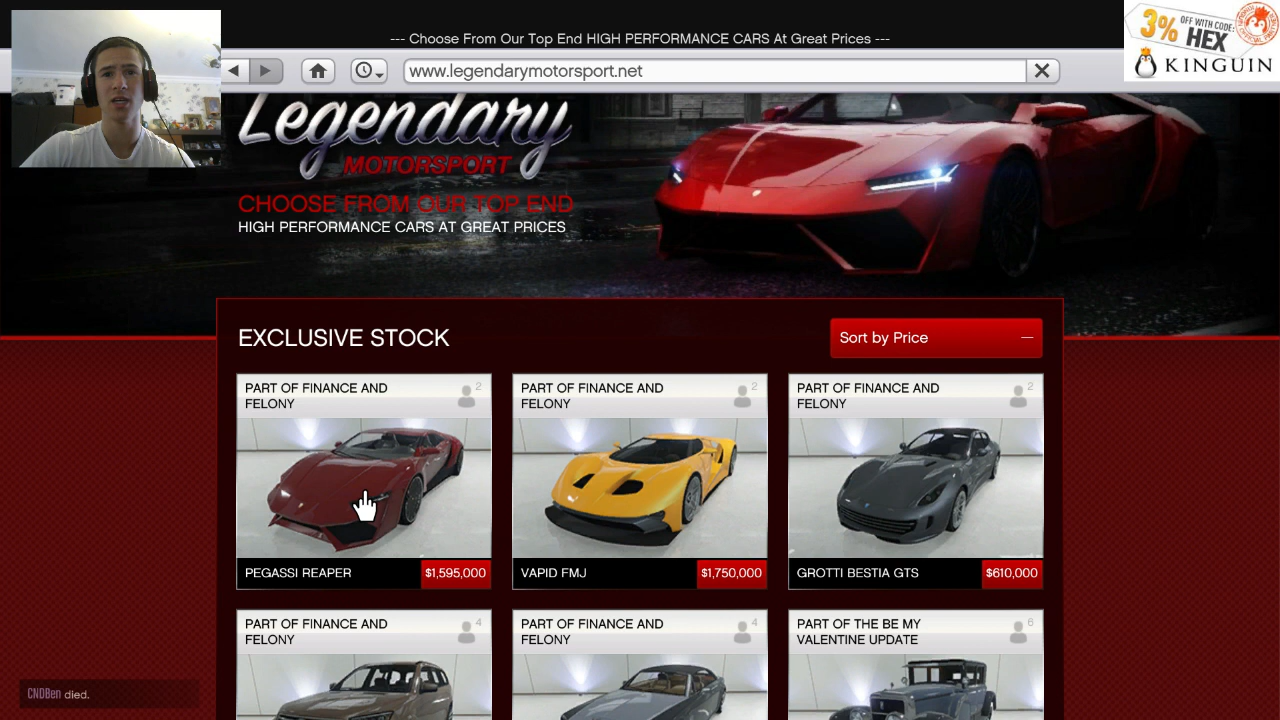 --- Choose From Our Top End HIGH PERFORMANCE CARS At Great Prices ---
3% OFF WITH CODE:
HEX
KINGUIN
www.legendarymotorsport.net
Legendary
MOTORSPORT
CHOOSE FROM OUR TOP END
HIGH PERFORMANCE CARS AT GREAT PRICES
EXCLUSIVE STOCK
Sort by Price
PART OF FINANCE AND
FELONY
2
PART OF FINANCE AND
FELONY
2
PART OF FINANCE AND
FELONY
2
PEGASSI REAPER
$1,595,000
VAPID FMJ
$1,750,000
GROTTI BESTIA GTS
$610,000
PART OF FINANCE AND
FELONY
4
PART OF FINANCE AND
FELONY
4
PART OF THE BE MY
VALENTINE UPDATE
6
CNDBen died.